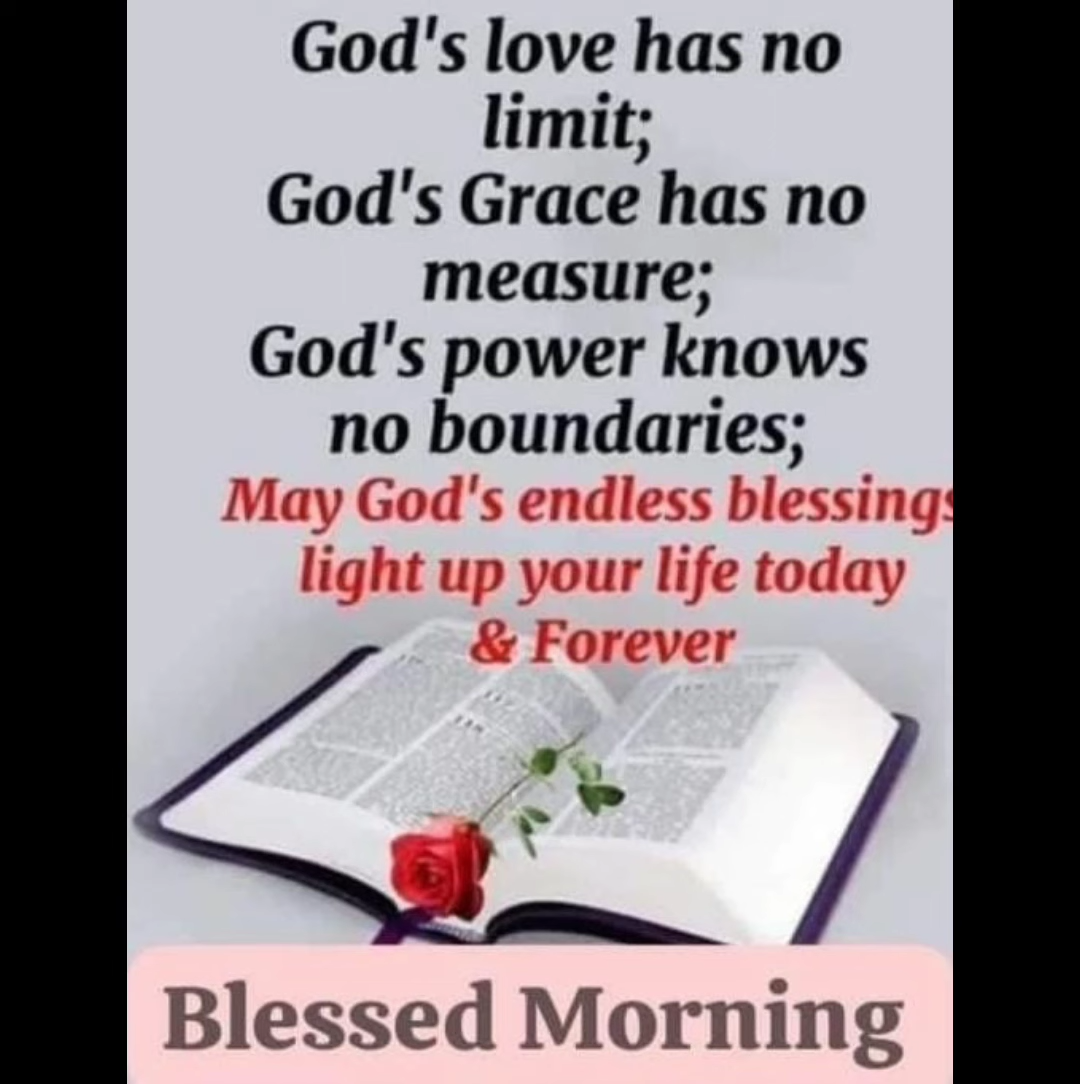 God's love has no
limit;
God's Grace has no
measure;
God's power knows
no boundaries;
May God's endless blessings
light up your life today
& Forever
Blessed Morning